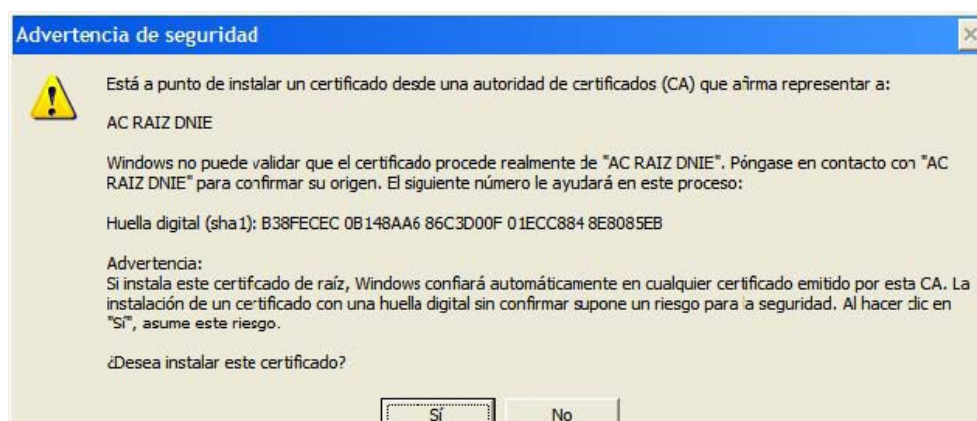 Advertencia de seguridad
Está a punto de instalar un certificado desde una autoridad de certificados (CA) que afirma representar a:
AC RAIZ DNIE
Windows no puede validar que el certificado procede realmente de "AC RAIZ DNIE". Póngase en contacto con "AC
RAIZ DNIE" para confirmar su origen. El siguiente número le ayudará en este proceso:
Huella digital (sha1): B38FECEC 0B148AA6 86C3D00F 01ECC884 8E8085EB
Advertencia:
Si instala este certificado de raíz, Windows confiará automáticamente en cualquier certificado emitido por esta CA. La
instalación de un certificado con una huella digital sin confirmar supone un riesgo para la seguridad. Al hacer clic en
"Sí", asume este riesgo.
¿Desea instalar este certificado?
Sí
No